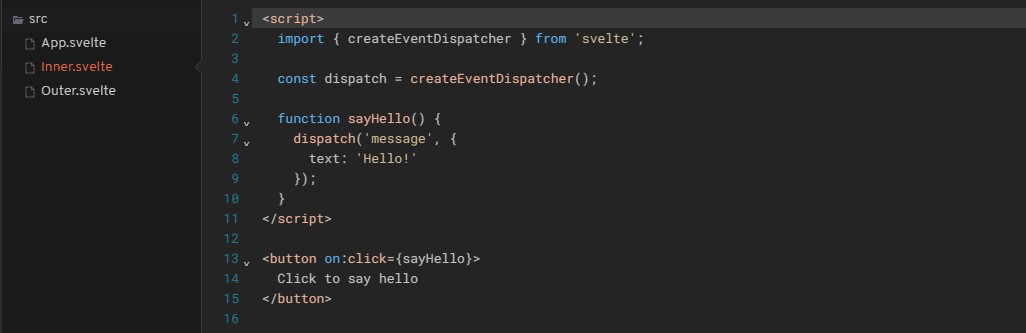 src
App.svelte
Inner.svelte
Outer.svelte
1 <script>
2   import { createEventDispatcher } from 'svelte';
3
4   const dispatch = createEventDispatcher();
5
6   function sayHello() {
7     dispatch('message', {
8       text: 'Hello!'
9     });
10   }
11 </script>
12
13 <button on:click={sayHello}>
14   Click to say hello
15 </button>
16